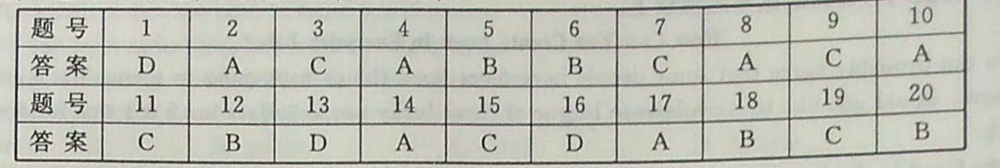 题号 1 2 3 4 5 6 7 8 9 10
答案 D A C A B B C A C A
题号 11 12 13 14 15 16 17 18 19 20
答案 C B D A C D A B C B